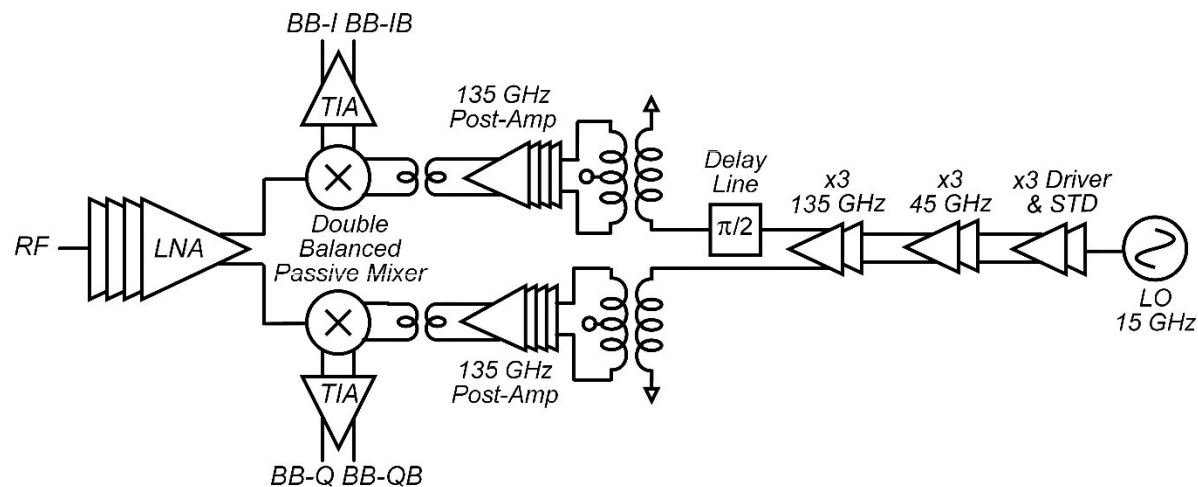 BB-I BB-IB
TIA
135 GHz
Post-Amp
Delay
Line
π/2
x3
135 GHz
x3
45 GHz
x3 Driver
& STD
RF
LNA
Double
Balanced
Passive Mixer
LO
15 GHz
TIA
135 GHz
Post-Amp
BB-Q BB-QB